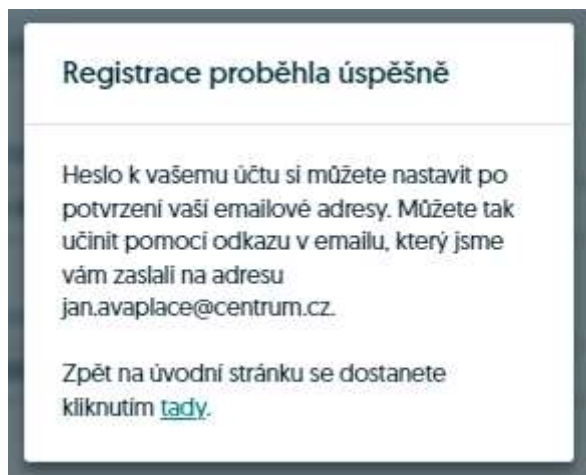 Registrace proběhla úspěšně
Heslo k vašemu účtu si můžete nastavit po
potvrzení vaší emailové adresy. Můžete tak
učinit pomocí odkazu v emailu, který jsme
vám zaslali na adresu
jan.avaplace@centrum.cz.
Zpět na úvodní stránku se dostanete
kliknutím tady.